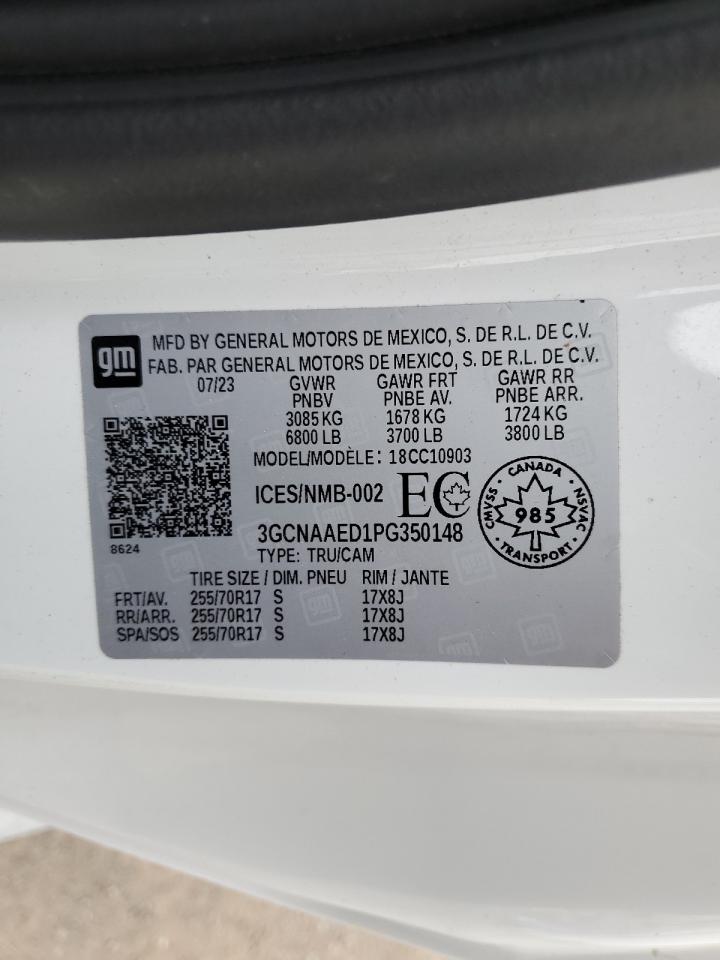 gm
MFD BY GENERAL MOTORS DE MEXICO, S. DE R.L. DE C.V.
FAB. PAR GENERAL MOTORS DE MEXICO, S. DE R.L. DE C.V.
07/23 GVWR GAWR FRT GAWR RR
PNBV PNBE AV. PNBE ARR.
3085 KG 1678 KG 1724 KG
6800 LB 3700 LB 3800 LB
MODEL/MODÈLE: 18CC10903
ICES/NMB-002 EC
CANADA
CMVSS 985 NSVAC
TRANSPORT
3GCNAAED1PG350148
8624
TYPE: TRU/CAM
TIRE SIZE / DIM. PNEU RIM / JANTE
FRT/AV. 255/70R17 S 17X8J
RR/ARR. 255/70R17 S 17X8J
SPA/SOS 255/70R17 S 17X8J